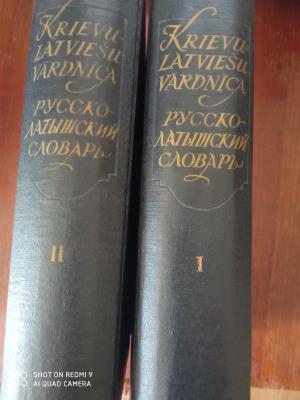 KRIEVU-
LATVIEŠU
VĀRDNĪCA
РУССКО-
ЛАТЫШСКИЙ
СЛОВАРЬ
II
KRIEVU-
LATVIEŠU
VĀRDNĪCA
РУССКО-
ЛАТЫШСКИЙ
СЛОВАРЬ
I
SHOT ON REDMI 9
AI QUAD CAMERA